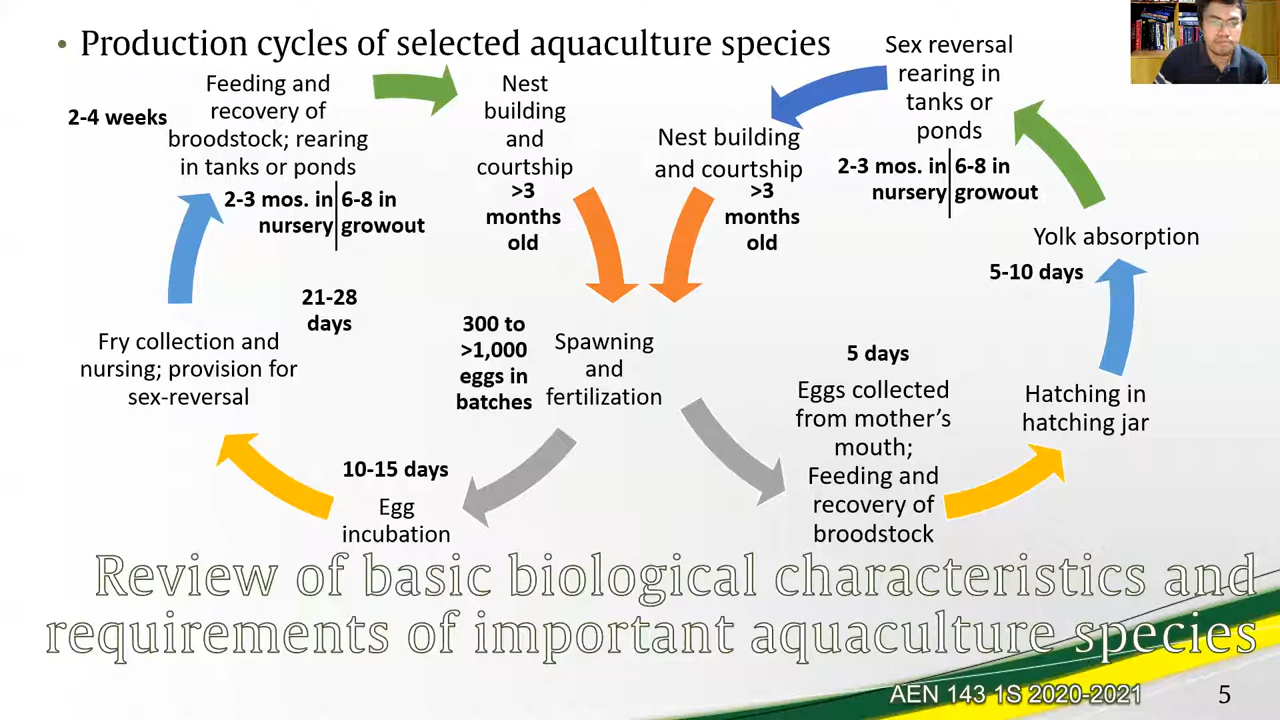 • Production cycles of selected aquaculture species
2-4 weeks
Feeding and
recovery of
broodstock; rearing
in tanks or ponds
2-3 mos. in
nursery
6-8 in
growout
Nest
building
and
courtship
>3
months
old
Nest building
and courtship
>3
months
old
Sex reversal
rearing in
tanks or
ponds
2-3 mos. in
nursery
6-8 in
growout
Yolk absorption
5-10 days
21-28
days
Fry collection and
nursing; provision for
sex-reversal
300 to
>1,000
eggs in
batches
Spawning
and
fertilization
5 days
Eggs collected
from mother’s
mouth;
Feeding and
recovery of
broodstock
Hatching in
hatching jar
10-15 days
Egg
incubation
Review of basic biological characteristics and
requirements of important aquaculture species
AEN 143 1S 2020-2021
5